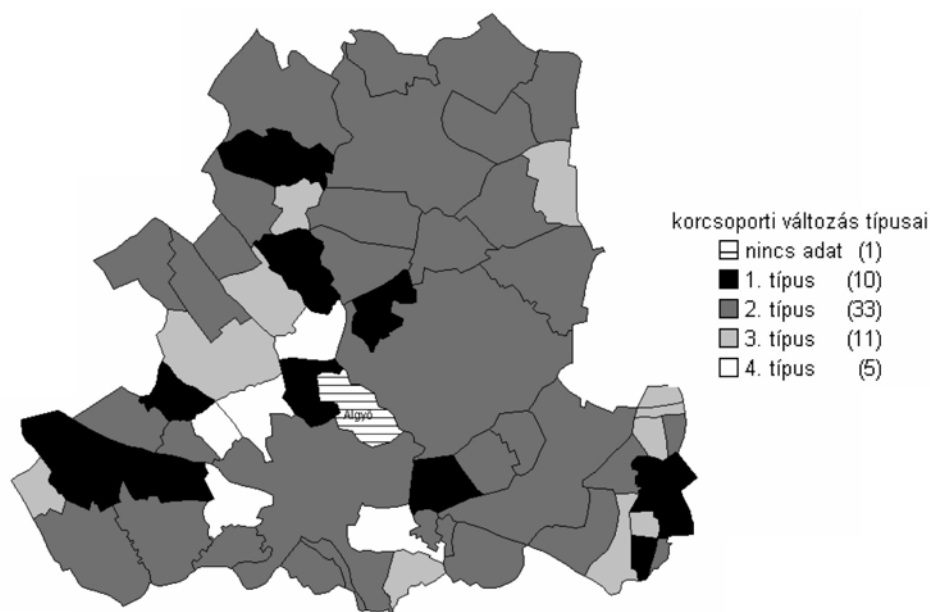 korcsoporti változás típusai
nincs adat (1)
1. típus (10)
2. típus (33)
3. típus (11)
4. típus (5)
Algyő